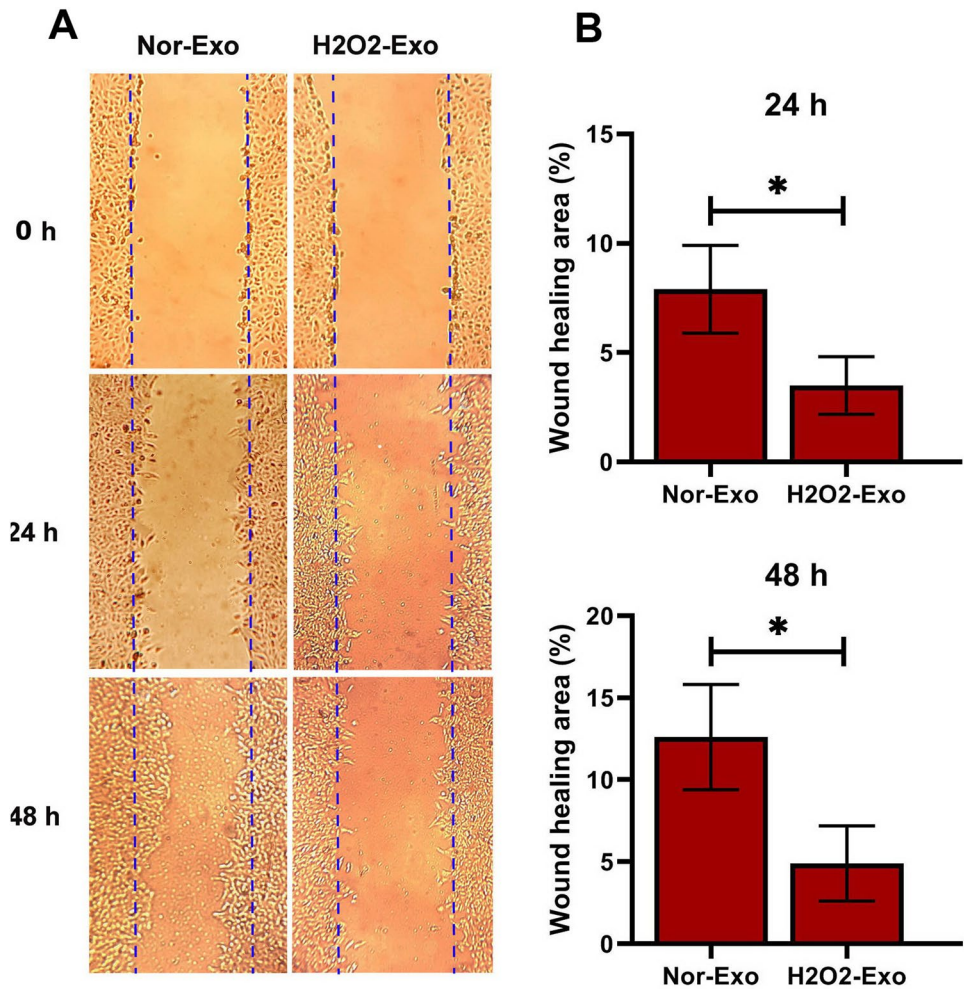 A
Nor-Exo
H2O2-Exo
0 h
24 h
48 h
B
24 h
Wound healing area (%)
15
10
5
0
*
Nor-Exo
H2O2-Exo
48 h
Wound healing area (%)
20
15
10
5
0
*
Nor-Exo
H2O2-Exo